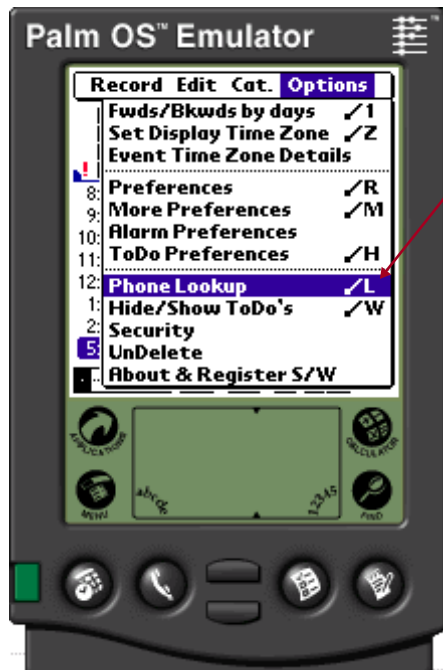 Palm OS™ Emulator
Record Edit Cat. Options
Fwds/Bkwds by days /1
Set Display Time Zone /Z
Event Time Zone Details
!
8: Preferences /R
9: More Preferences /M
10: Alarm Preferences
11: ToDo Preferences /H
12: Phone Lookup /L
1: Hide/Show ToDo's /W
2: Security
5: UnDelete
About & Register S/W
APPLICATIONS
CALCULATOR
MENU
abcde
12345
FIND